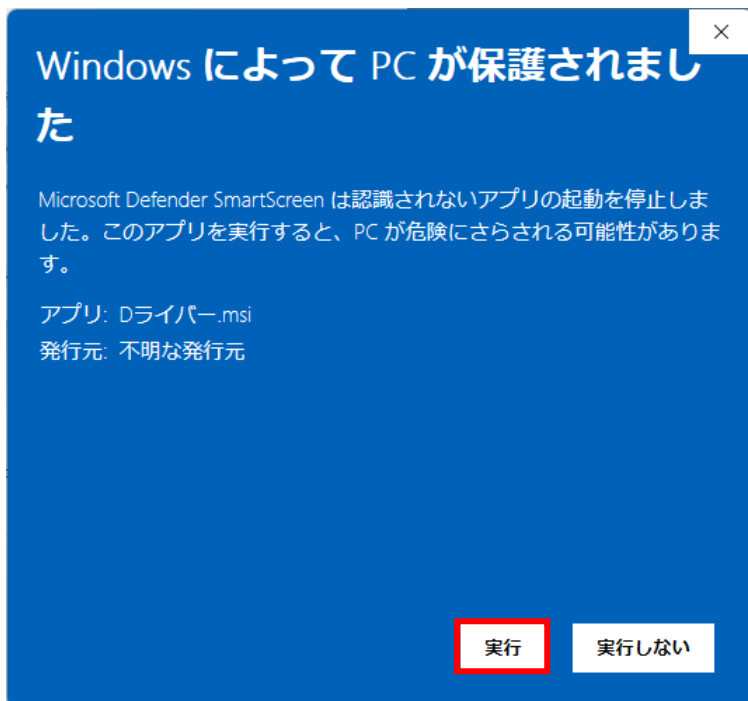 Windows によって PC が保護されまし
た
Microsoft Defender SmartScreen は認識されないアプリの起動を停止しま
した。このアプリを実行すると、PC が危険にさらされる可能性がありま
す。
アプリ: Dライバー.msi
発行元: 不明な発行元
実行 実行しない